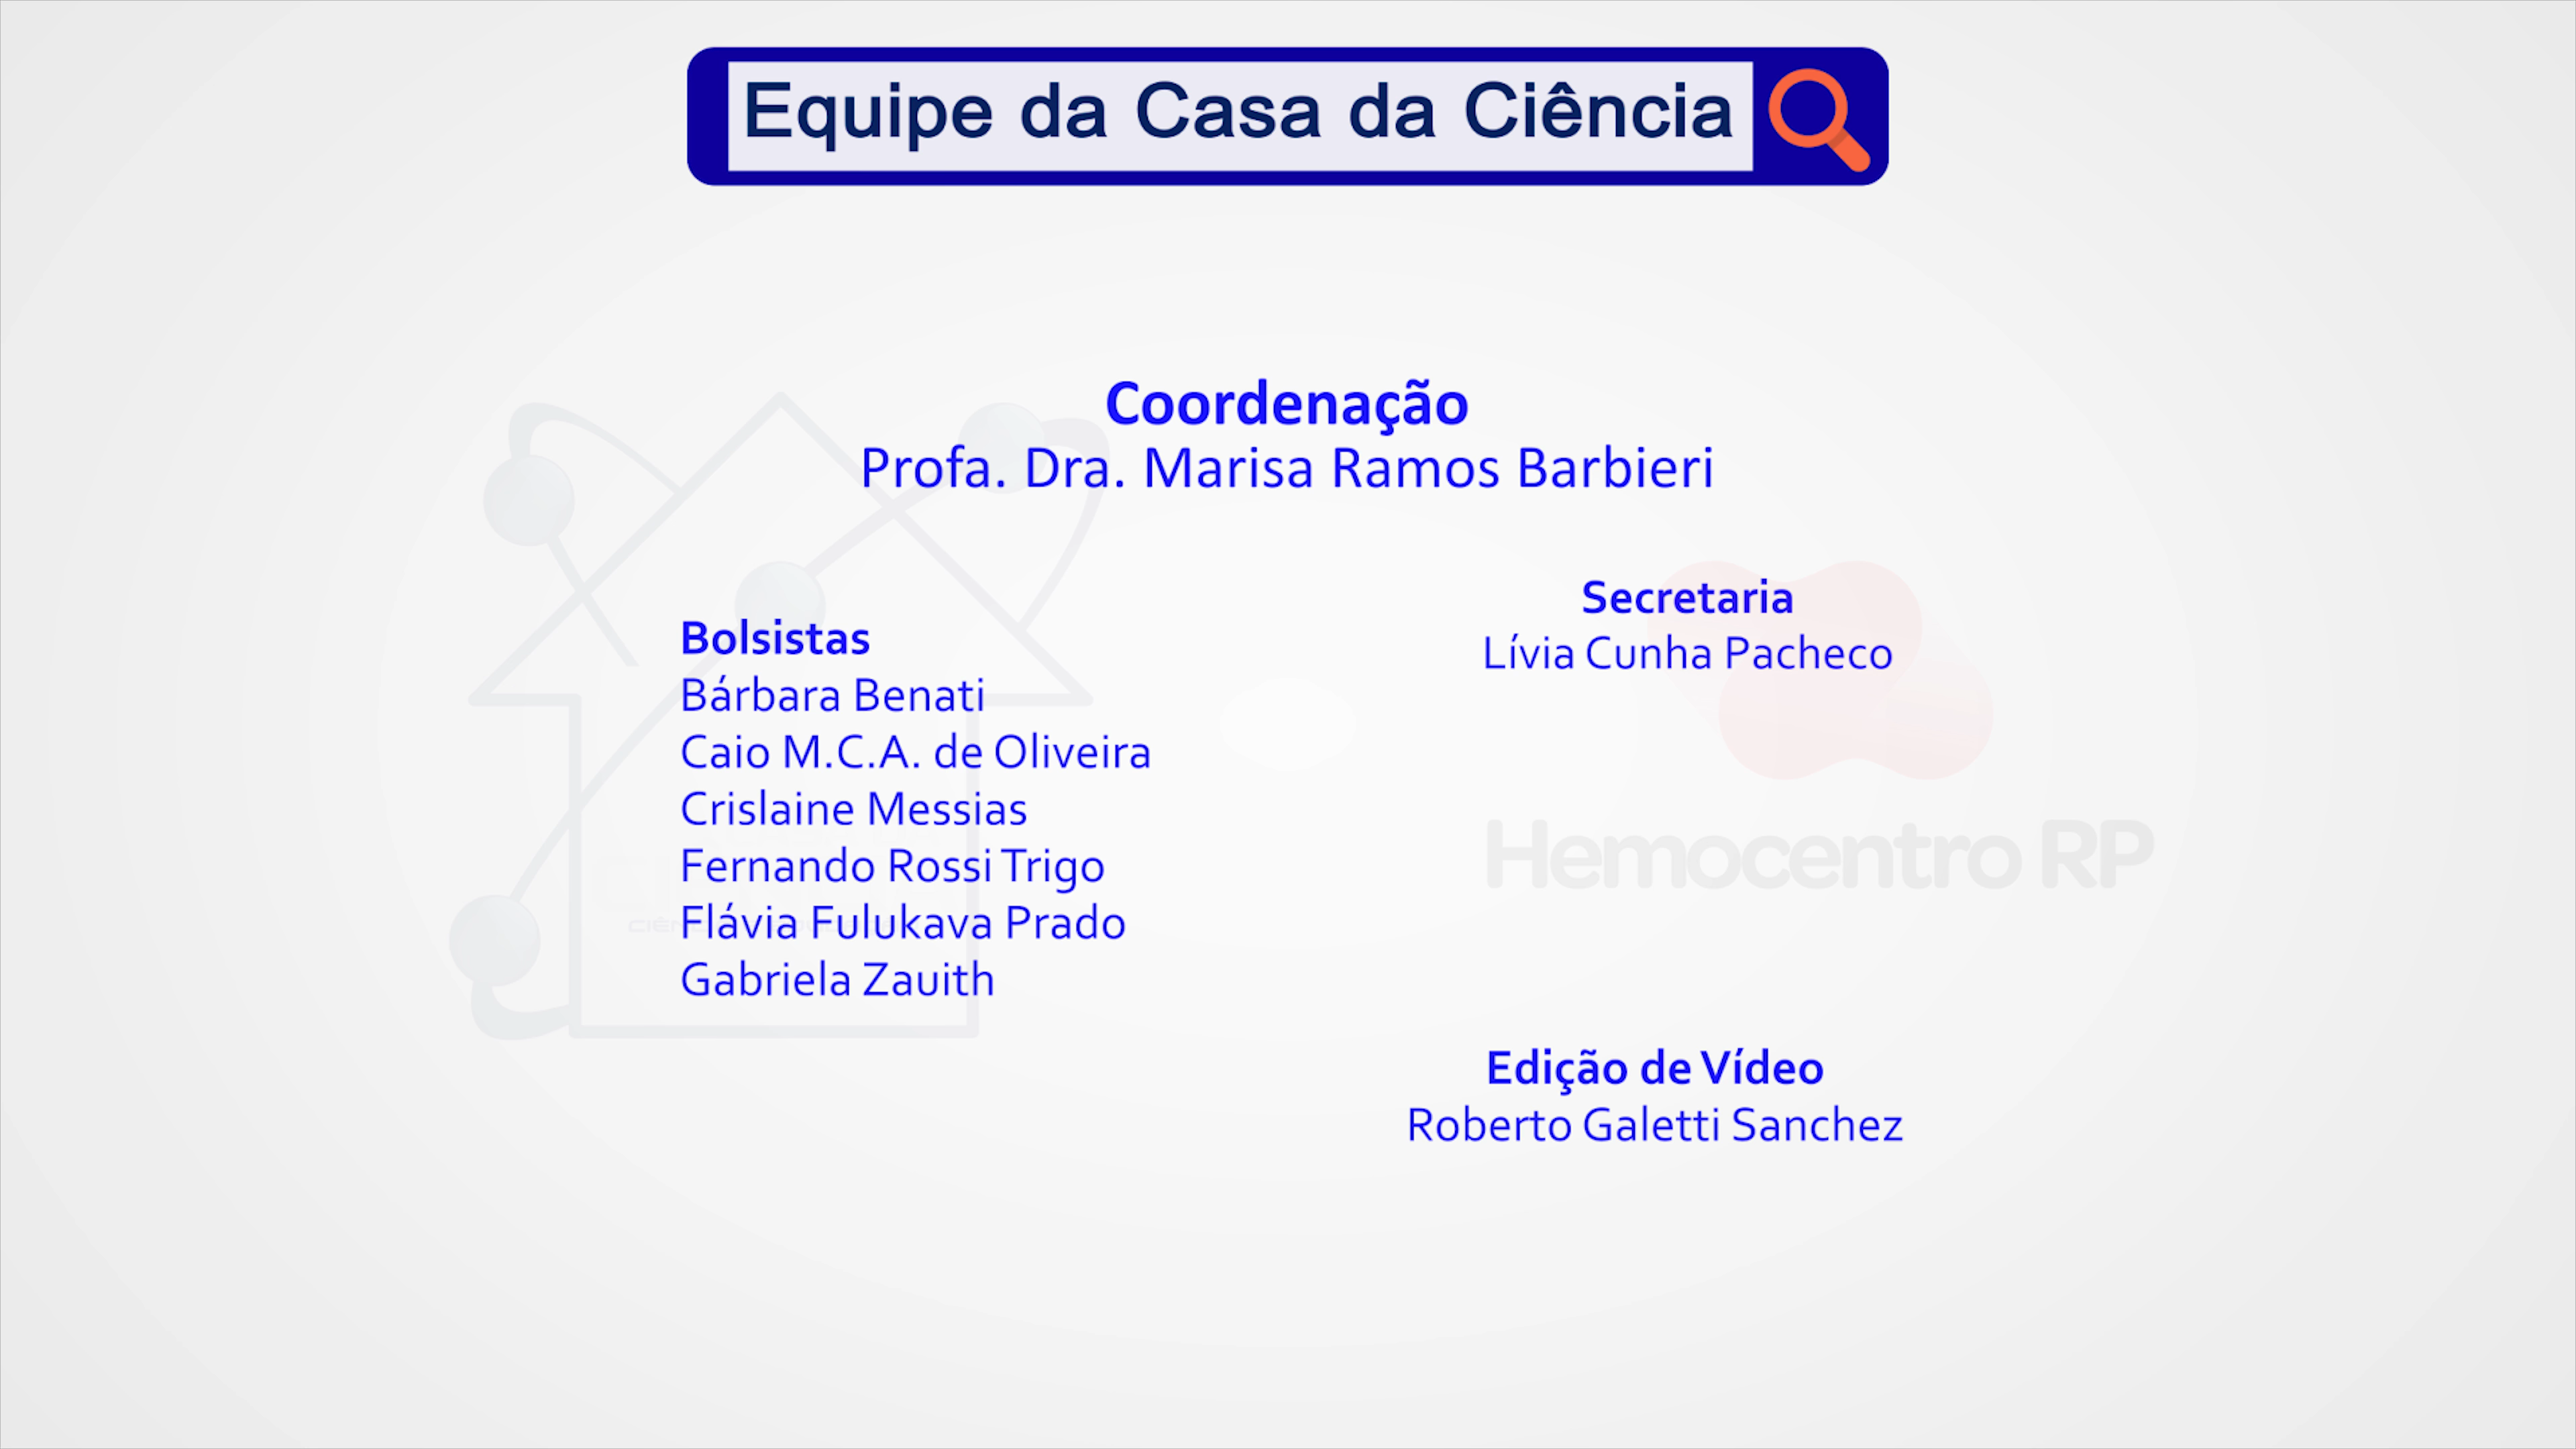 Equipe da Casa da Ciência
Coordenação
Profa. Dra. Marisa Ramos Barbieri
Bolsistas
Bárbara Benati
Caio M.C.A. de Oliveira
Crislaine Messias
Fernando Rossi Trigo
Flávia Fulukava Prado
Gabriela Zauith
Secretaria
Lívia Cunha Pacheco
Hemocentro RP
Edição de Vídeo
Roberto Galetti Sanchez